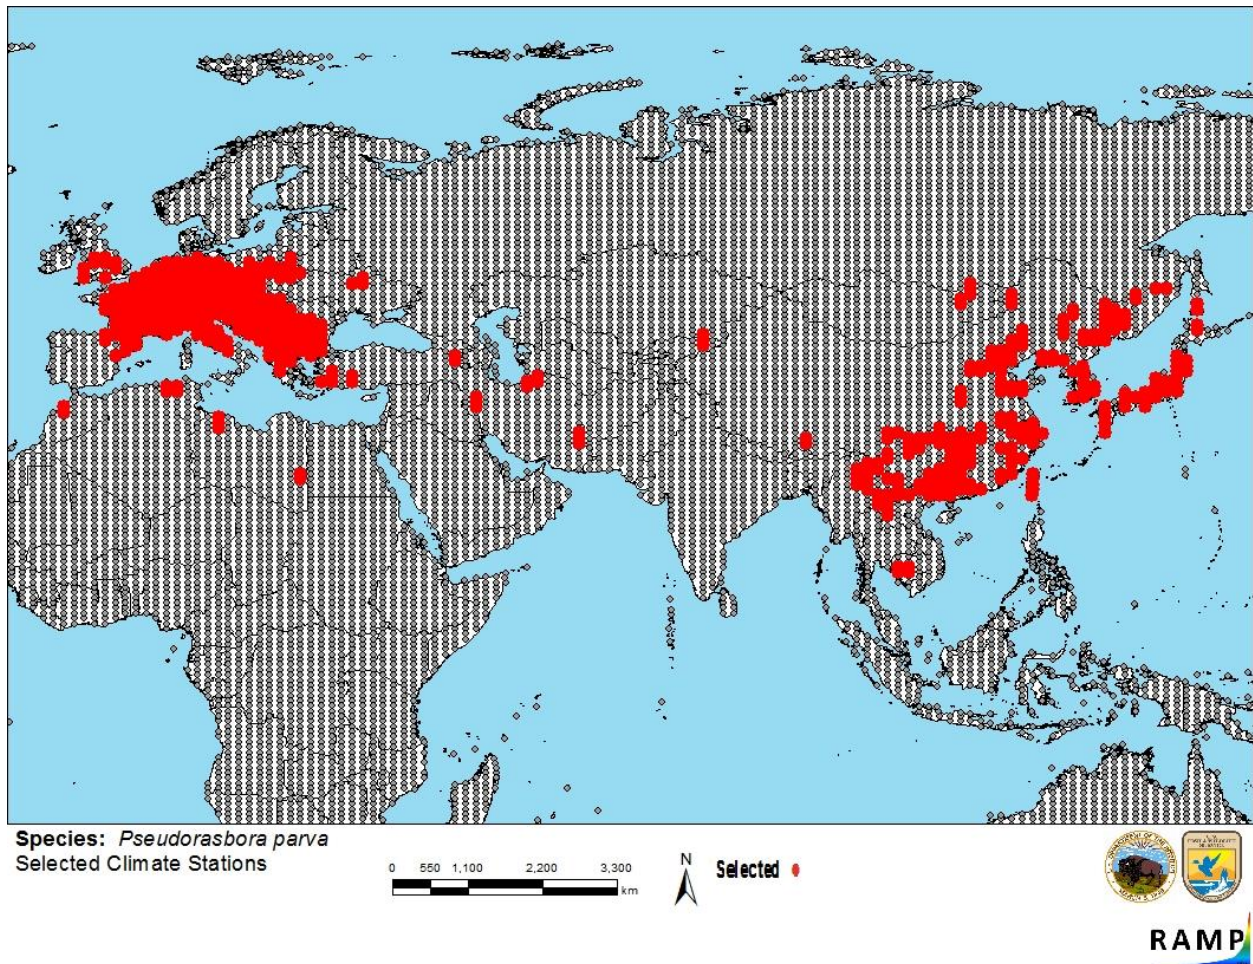 Species: Pseudorasbora parva
Selected Climate Stations
0 550 1,100 2,200 3,300
km
N
Selected
RAMP